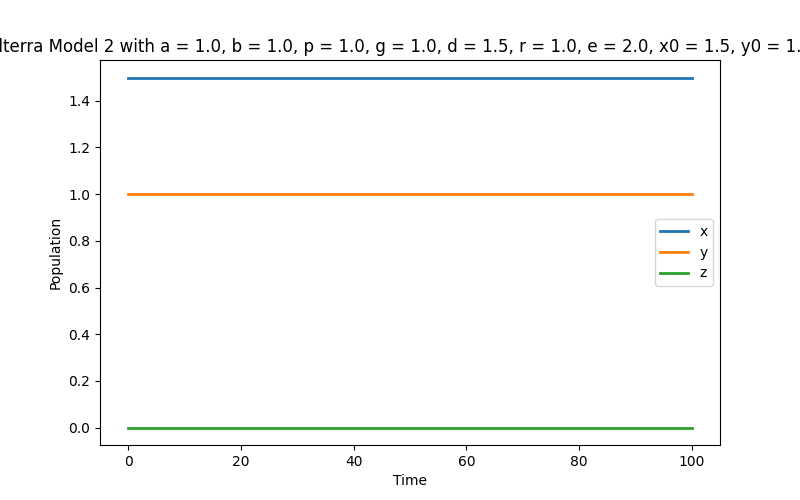 lterra Model 2 with a = 1.0, b = 1.0, p = 1.0, g = 1.0, d = 1.5, r = 1.0, e = 2.0, x0 = 1.5, y0 = 1.
1.4
1.2
1.0
0.8
0.6
0.4
0.2
0.0
Population
x
y
z
0 20 40 60 80 100
Time